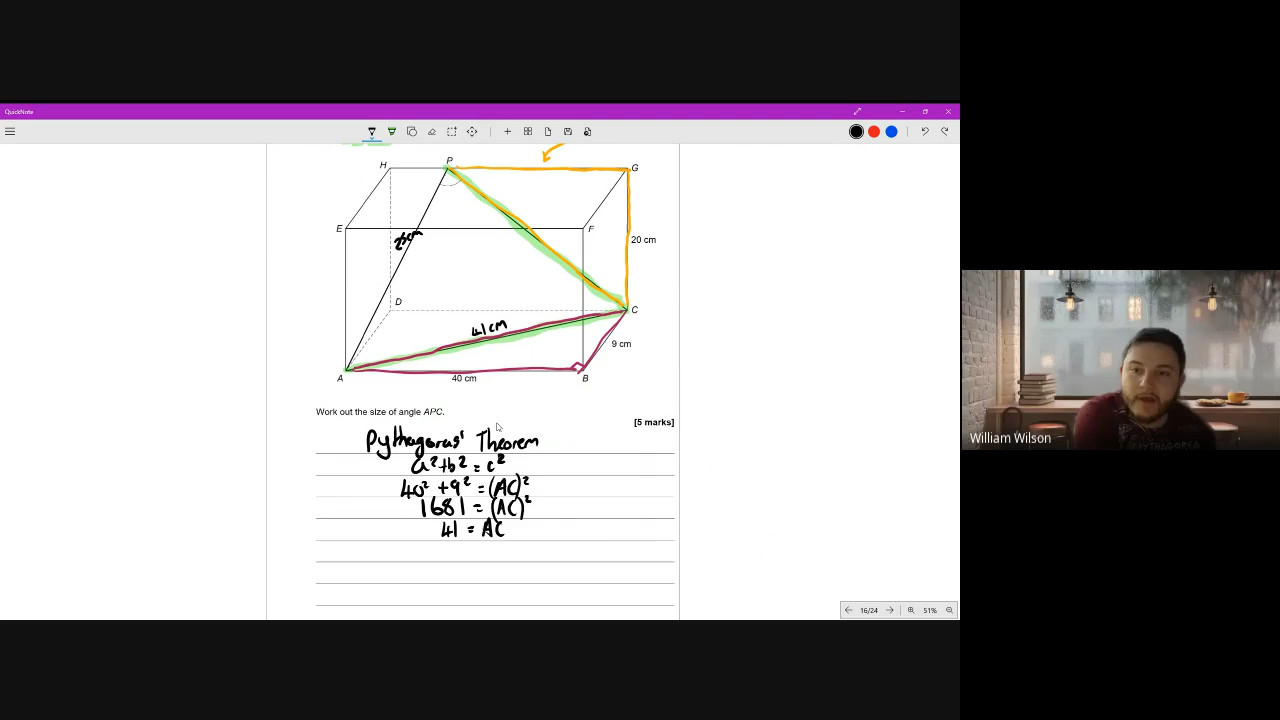 QuickNote
P
H
G
E
F
20 cm
D
C
41cm
9 cm
A
40 cm
B
Work out the size of angle APC.
[5 marks]
Pythagoras' Theorem
a²+b² = c²
40² + 9² = (AC)²
1681 = (AC)²
41 = AC
William Wilson
PYTHAGOREA
16/24
51%